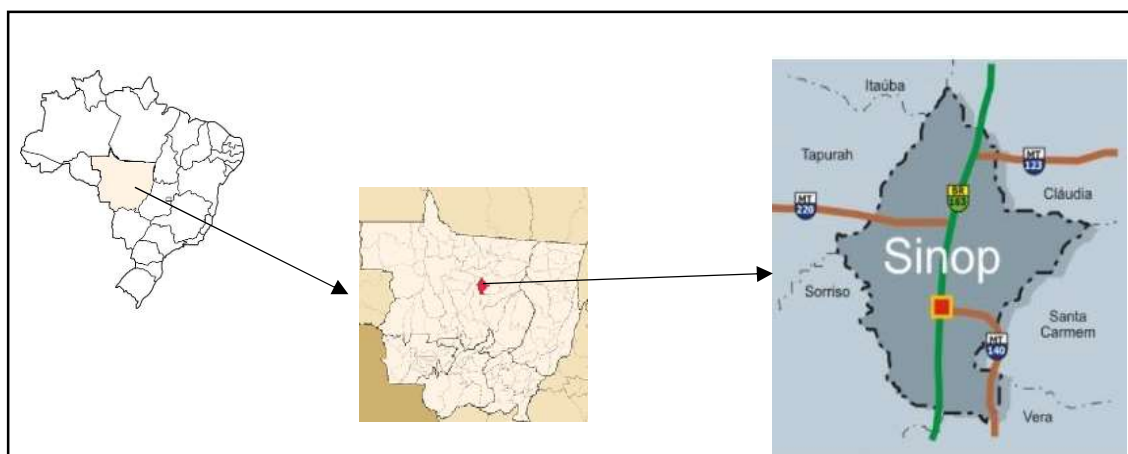 Itaúba
Tapurah
MT
123
Cláudia
BR
163
MT
220
Sinop
Sorriso
Santa
Carmem
MT
140
Vera